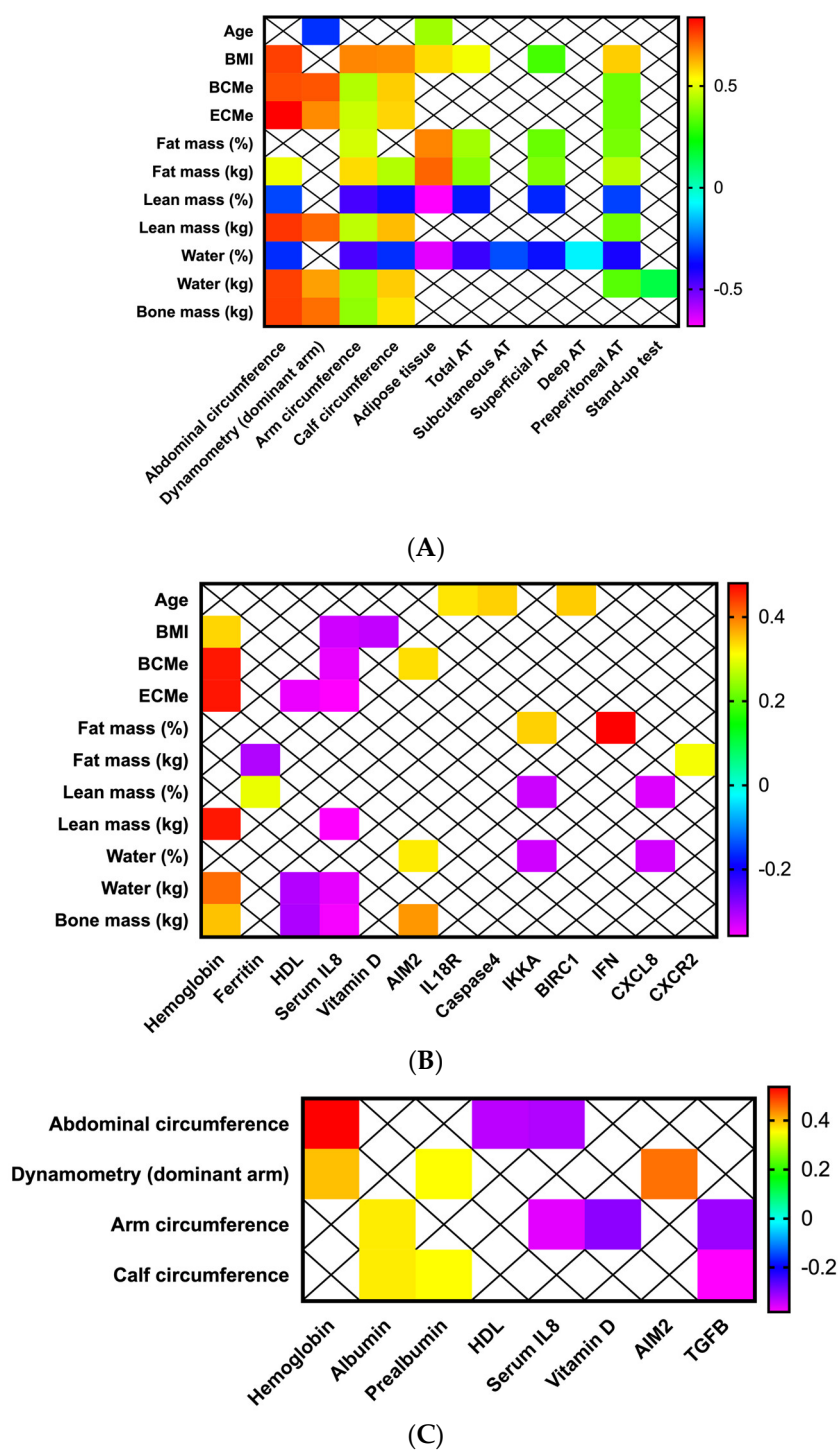 Age
BMI
BCMe
ECMe
Fat mass (%)
Fat mass (kg)
Lean mass (%)
Lean mass (kg)
Water (%)
Water (kg)
Bone mass (kg)
0.5
0
-0.5
Abdominal circumference
Dynamometry (dominant arm)
Arm circumference
Calf circumference
Adipose tissue
Total AT
Subcutaneous AT
Superficial AT
Deep AT
Preperitoneal AT
Stand-up test
(A)
Age
BMI
BCMe
ECMe
Fat mass (%)
Fat mass (kg)
Lean mass (%)
Lean mass (kg)
Water (%)
Water (kg)
Bone mass (kg)
0.4
0.2
0
-0.2
Hemoglobin
Ferritin
HDL
Serum IL8
Vitamin D
AIM2
IL18R
Caspase4
IKKA
BIRC1
IFN
CXCL8
CXCR2
(B)
Abdominal circumference
Dynamometry (dominant arm)
Arm circumference
Calf circumference
0.4
0.2
0
-0.2
Hemoglobin
Albumin
Prealbumin
HDL
Serum IL8
Vitamin D
AIM2
TGFB
(C)